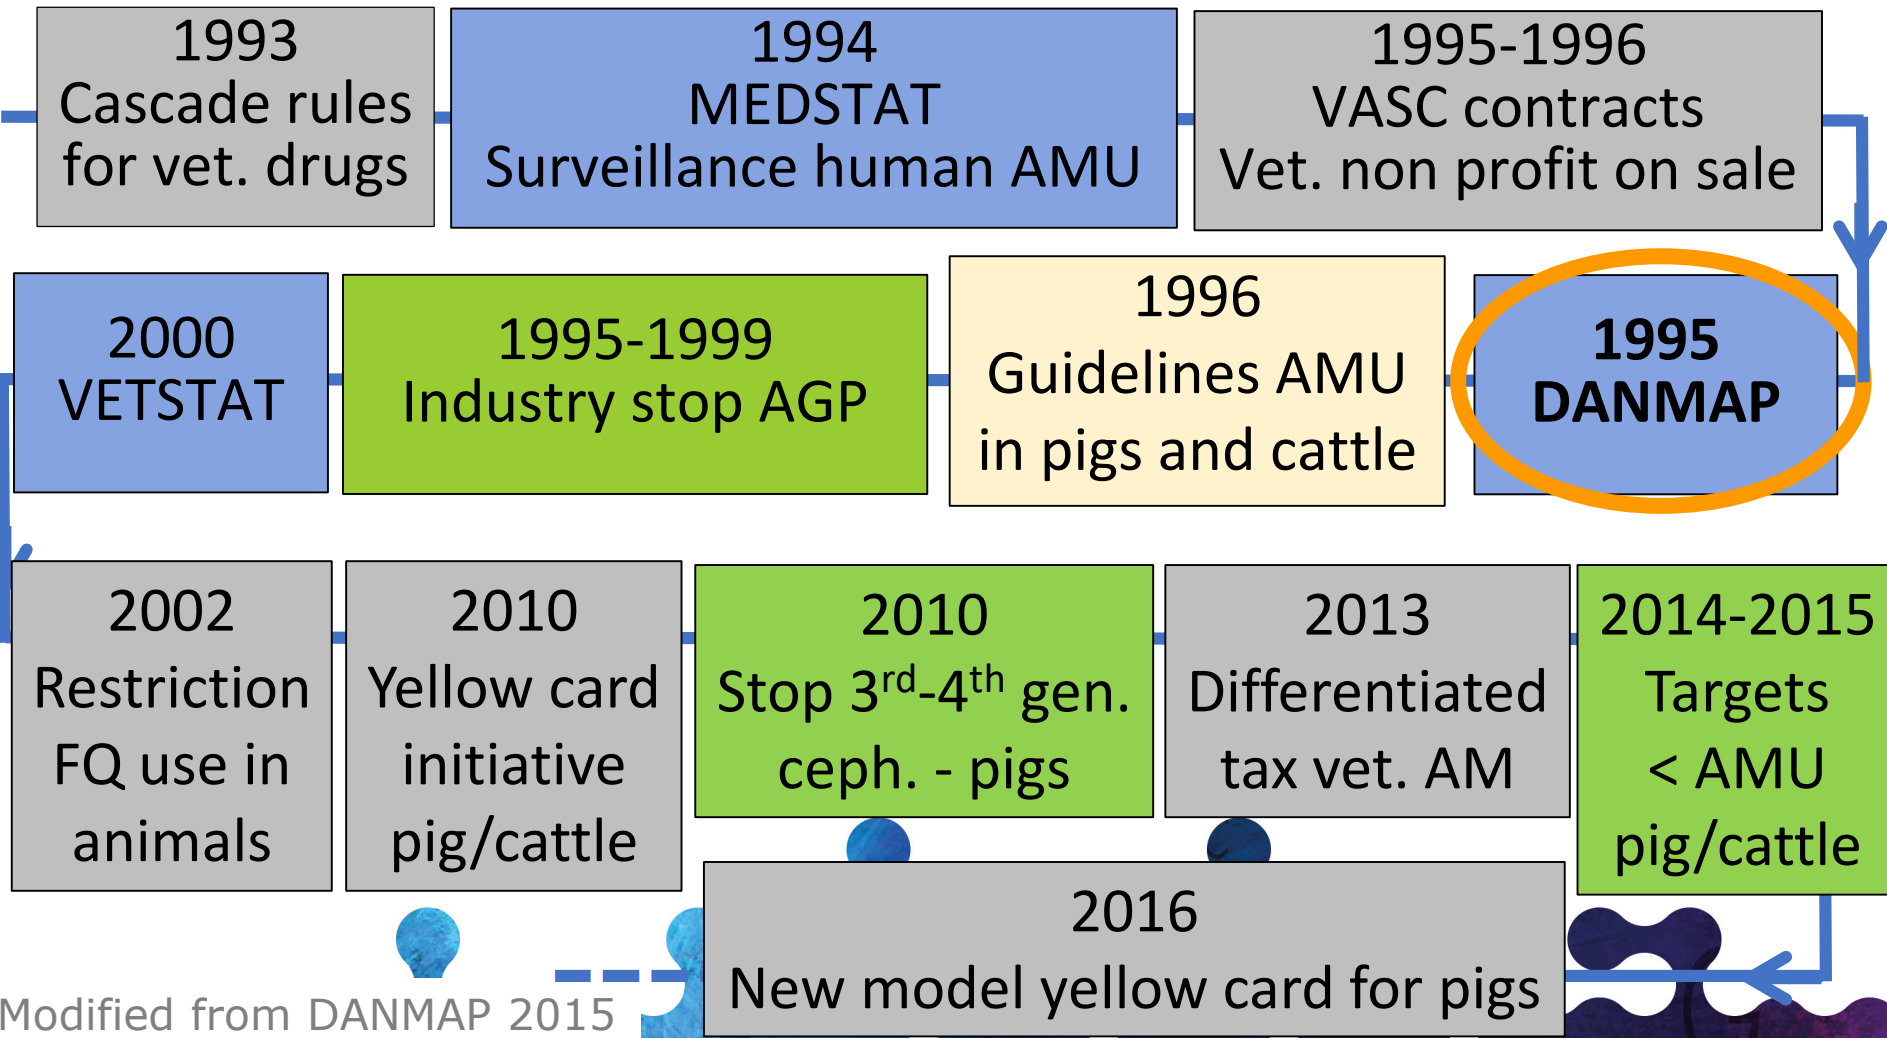 1993
Cascade rules
for vet. drugs
1994
MEDSTAT
Surveillance human AMU
1995-1996
VASC contracts
Vet. non profit on sale
2000
VETSTAT
1995-1999
Industry stop AGP
1996
Guidelines AMU
in pigs and cattle
1995
DANMAP
2002
Restriction
FQ use in
animals
2010
Yellow card
initiative
pig/cattle
2010
Stop 3rd-4th gen.
ceph. - pigs
2013
Differentiated
tax vet. AM
2014-2015
Targets
< AMU
pig/cattle
2016
New model yellow card for pigs
Modified from DANMAP 2015